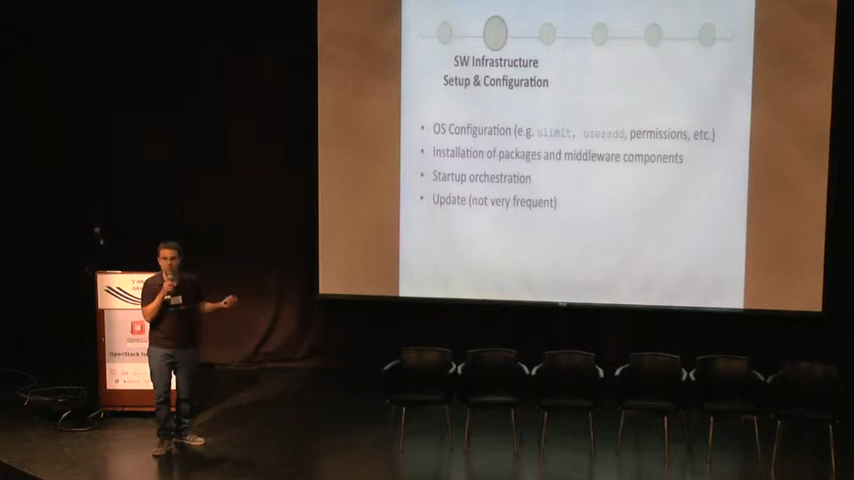 SW Infrastructure
Setup & Configuration
• OS Configuration (e.g. ulimit, useradd, permissions, etc.)
• Installation of packages and middleware components
• Startup orchestration
• Update (not very frequent)
OpenStack